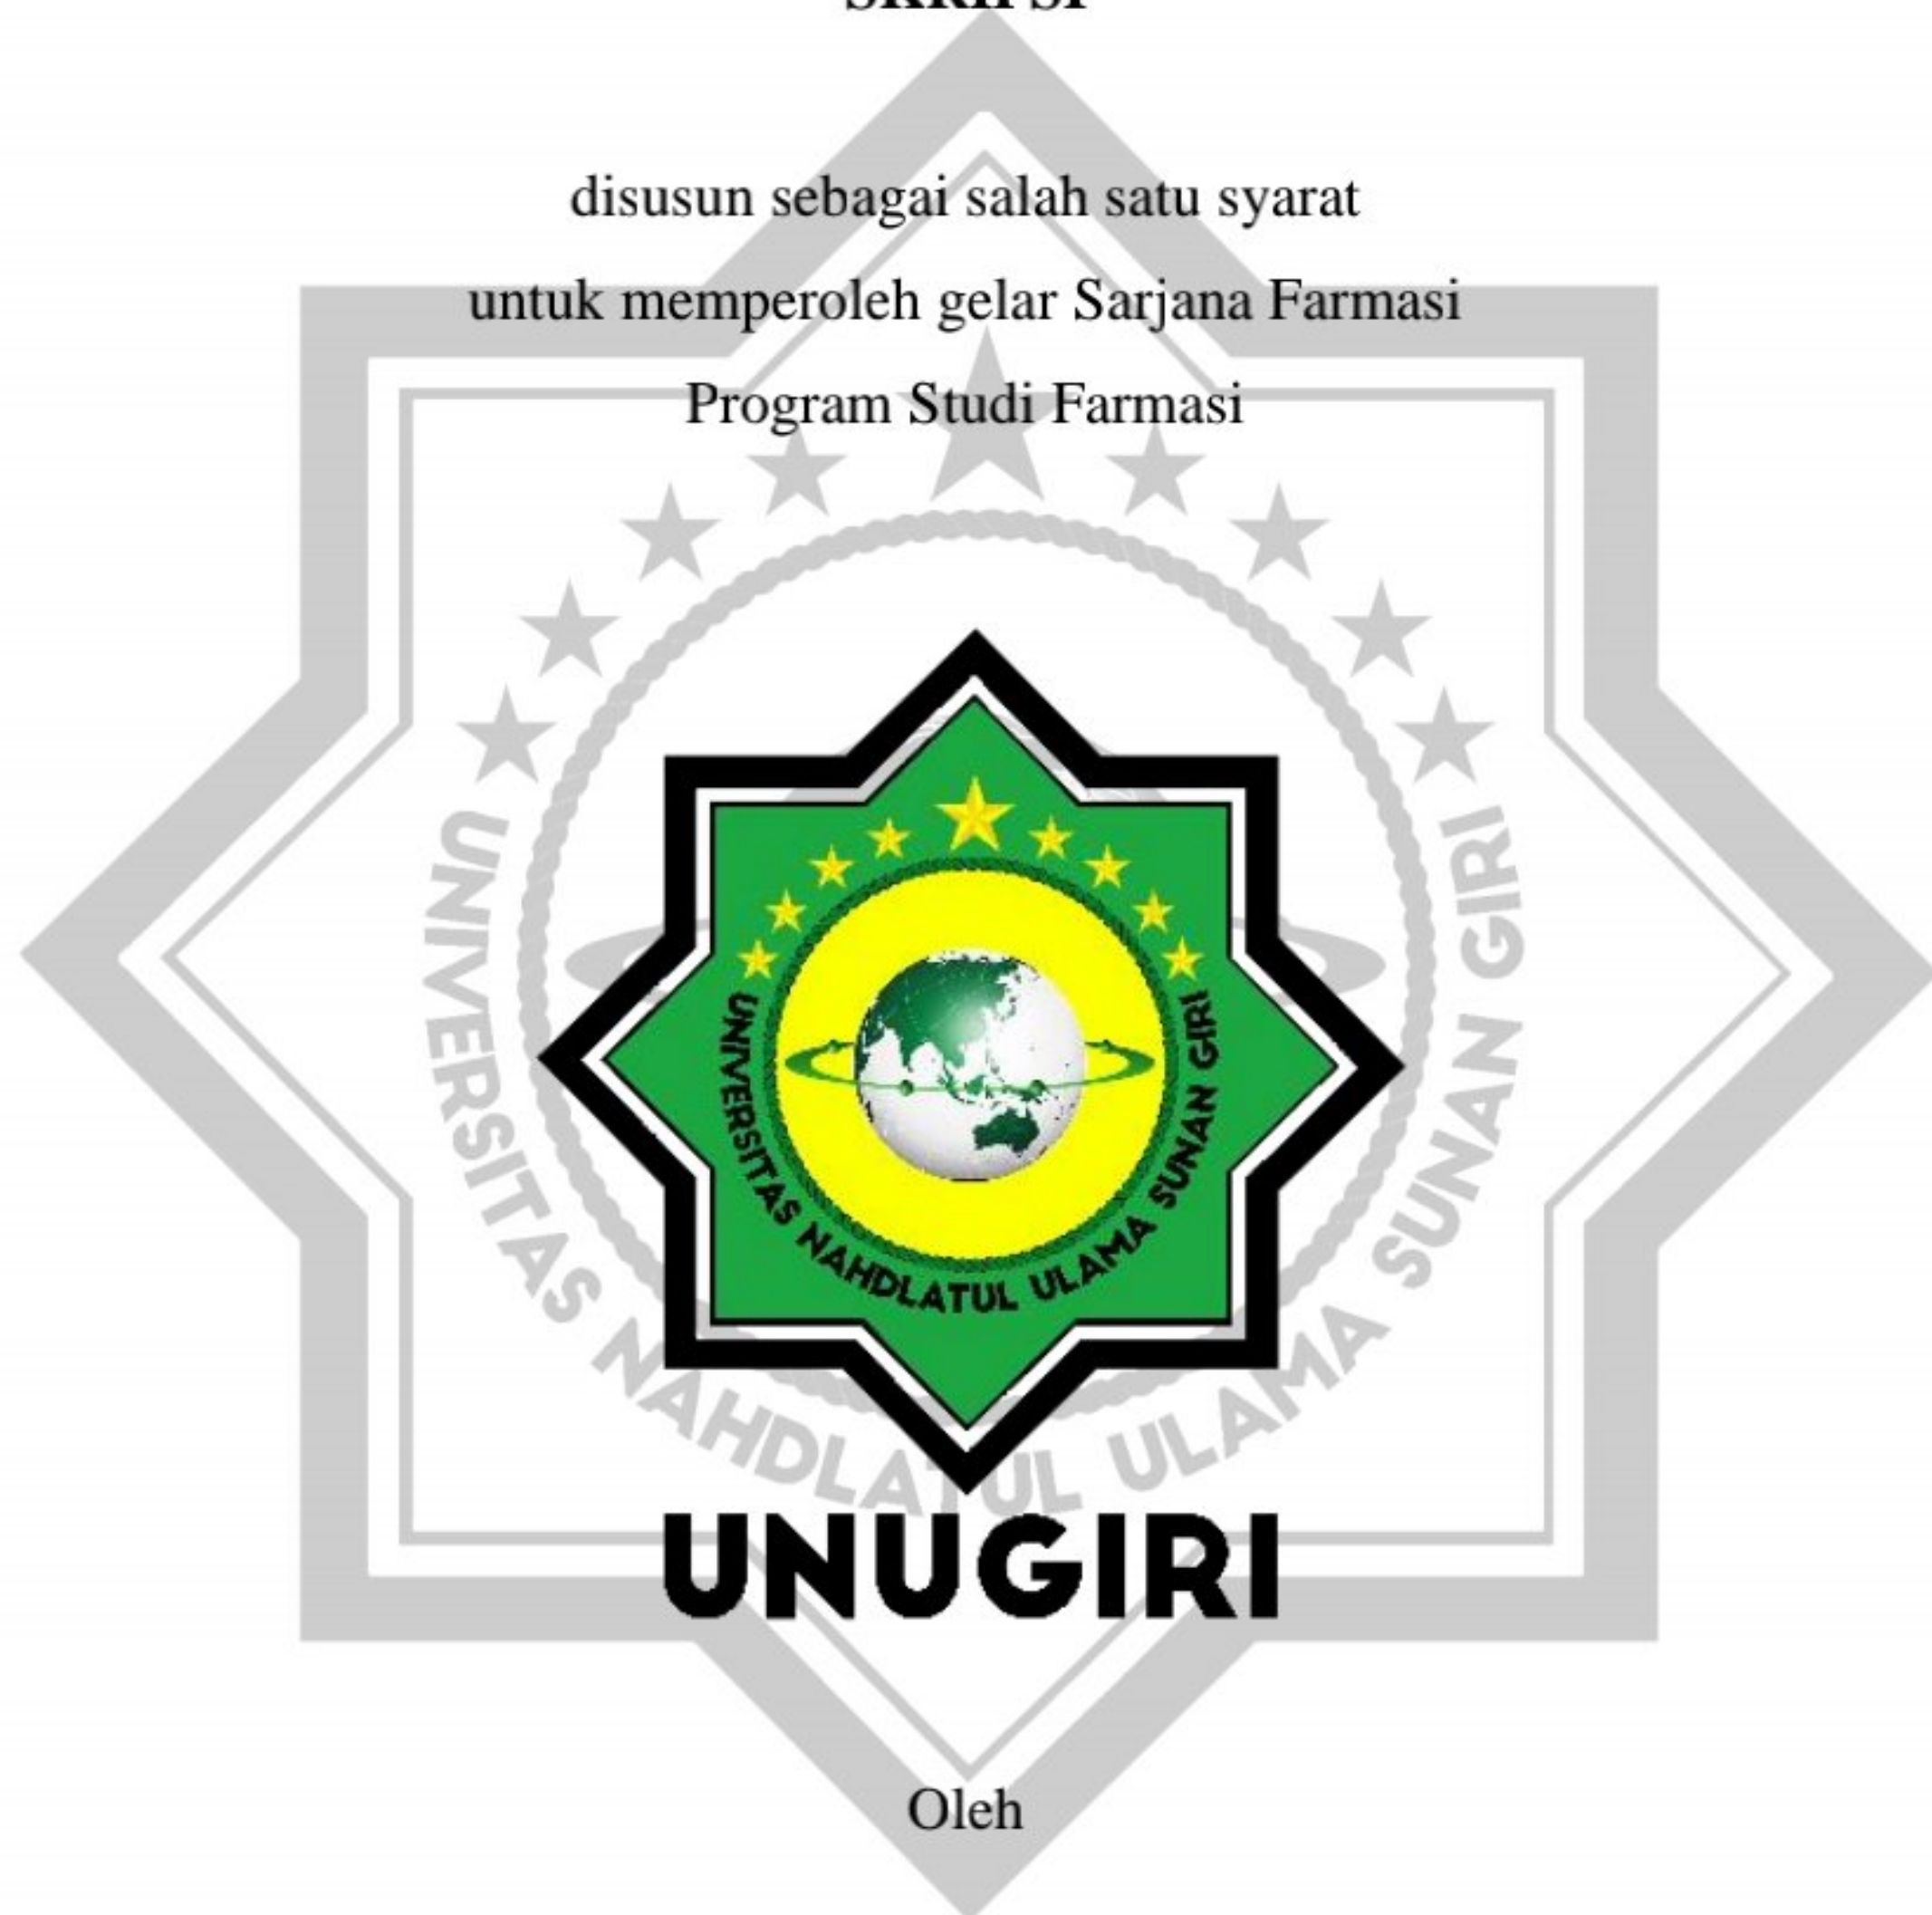 SKRIPSI
disusun sebagai salah satu syarat
untuk memperoleh gelar Sarjana Farmasi
Program Studi Farmasi
UNIVERSITAS NAHDLATUL ULAMA SUNAN GIRI
UNIVERSITAS NAHDLATUL ULAMA SUNAN GIRI
UNUGIRI
Oleh